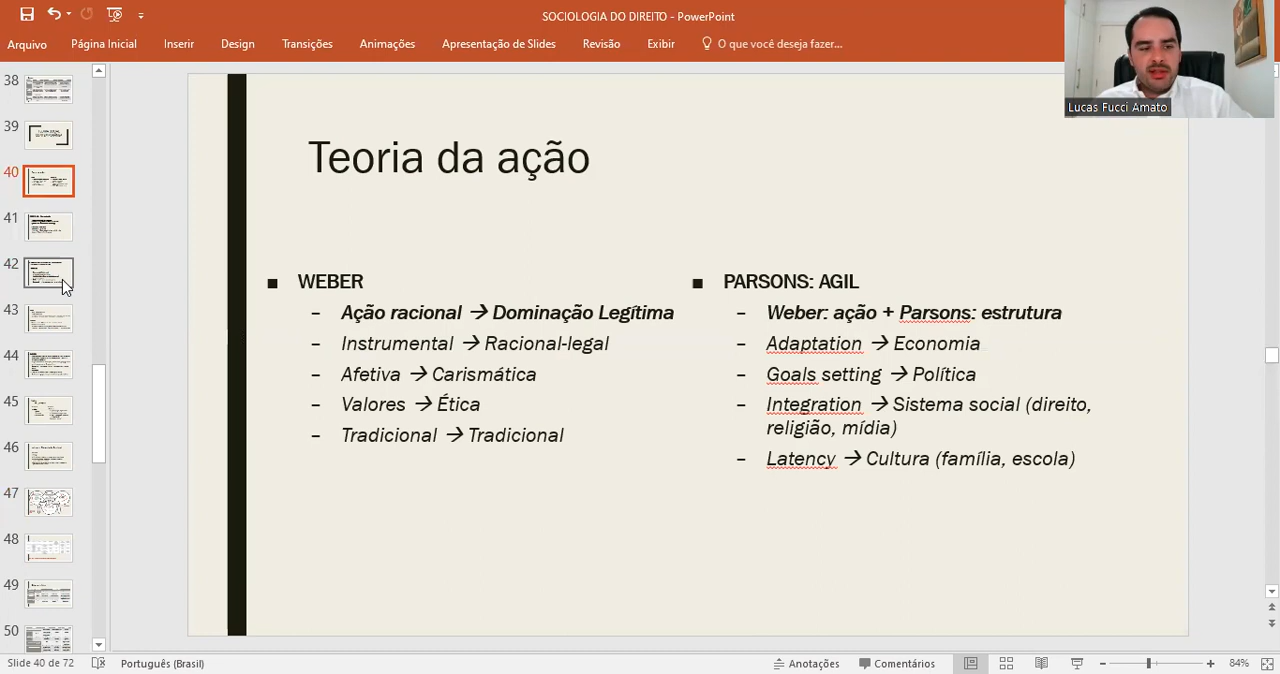 SOCIOLOGIA DO DIREITO - PowerPoint
Arquivo
Página Inicial
Inserir
Design
Transições
Animações
Apresentação de Slides
Revisão
Exibir
O que você deseja fazer...
Lucas Fucci Amato
38
39
40
41
42
43
44
45
46
47
48
49
50
Teoria da ação
■ WEBER
– Ação racional → Dominação Legítima
– Instrumental → Racional-legal
– Afetiva → Carismática
– Valores → Ética
– Tradicional → Tradicional
■ PARSONS: AGIL
– Weber: ação + Parsons: estrutura
– Adaptation → Economia
– Goals setting → Política
– Integration → Sistema social (direito,
religião, mídia)
– Latency → Cultura (família, escola)
Slide 40 de 72
Português (Brasil)
Anotações
Comentários
84%